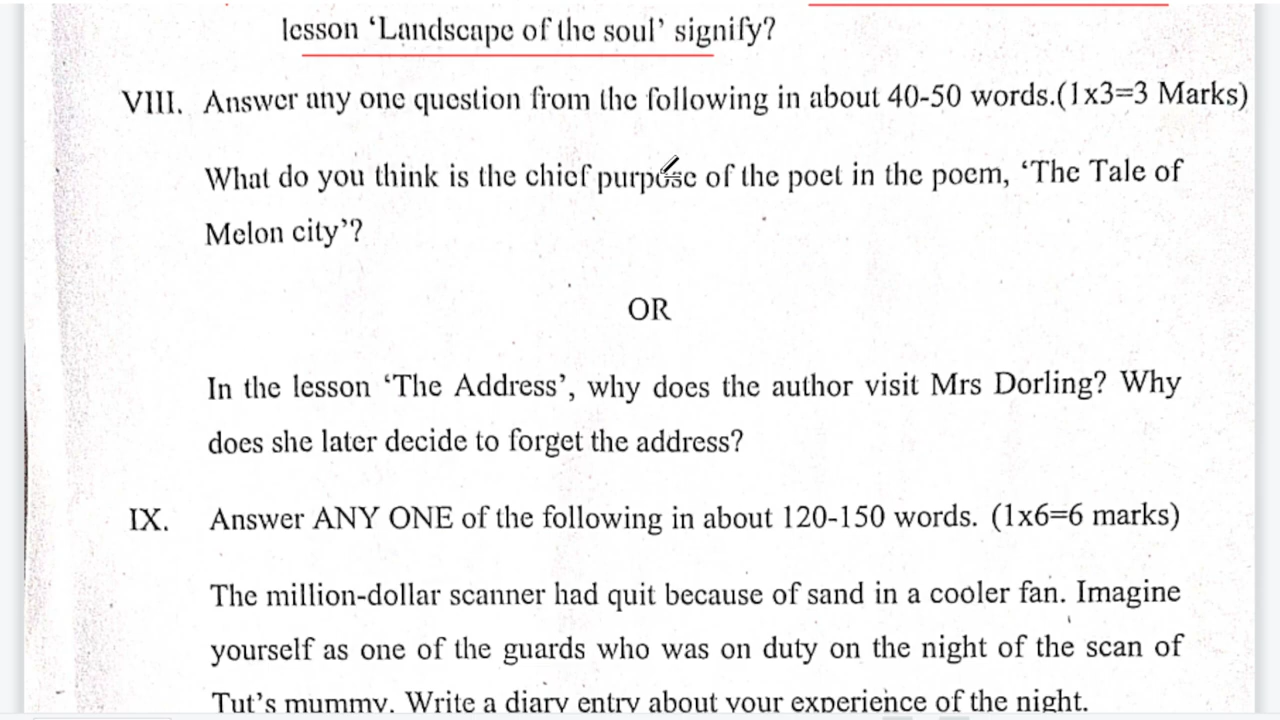 lesson ‘Landscape of the soul’ signify?
VIII. Answer any one question from the following in about 40-50 words.(1x3=3 Marks)
What do you think is the chief purpose of the poet in the poem, ‘The Tale of
Melon city’?
OR
In the lesson ‘The Address’, why does the author visit Mrs Dorling? Why
does she later decide to forget the address?
IX. Answer ANY ONE of the following in about 120-150 words. (1x6=6 marks)
The million-dollar scanner had quit because of sand in a cooler fan. Imagine
yourself as one of the guards who was on duty on the night of the scan of
Tut’s mummy. Write a diary entry about your experience of the night.